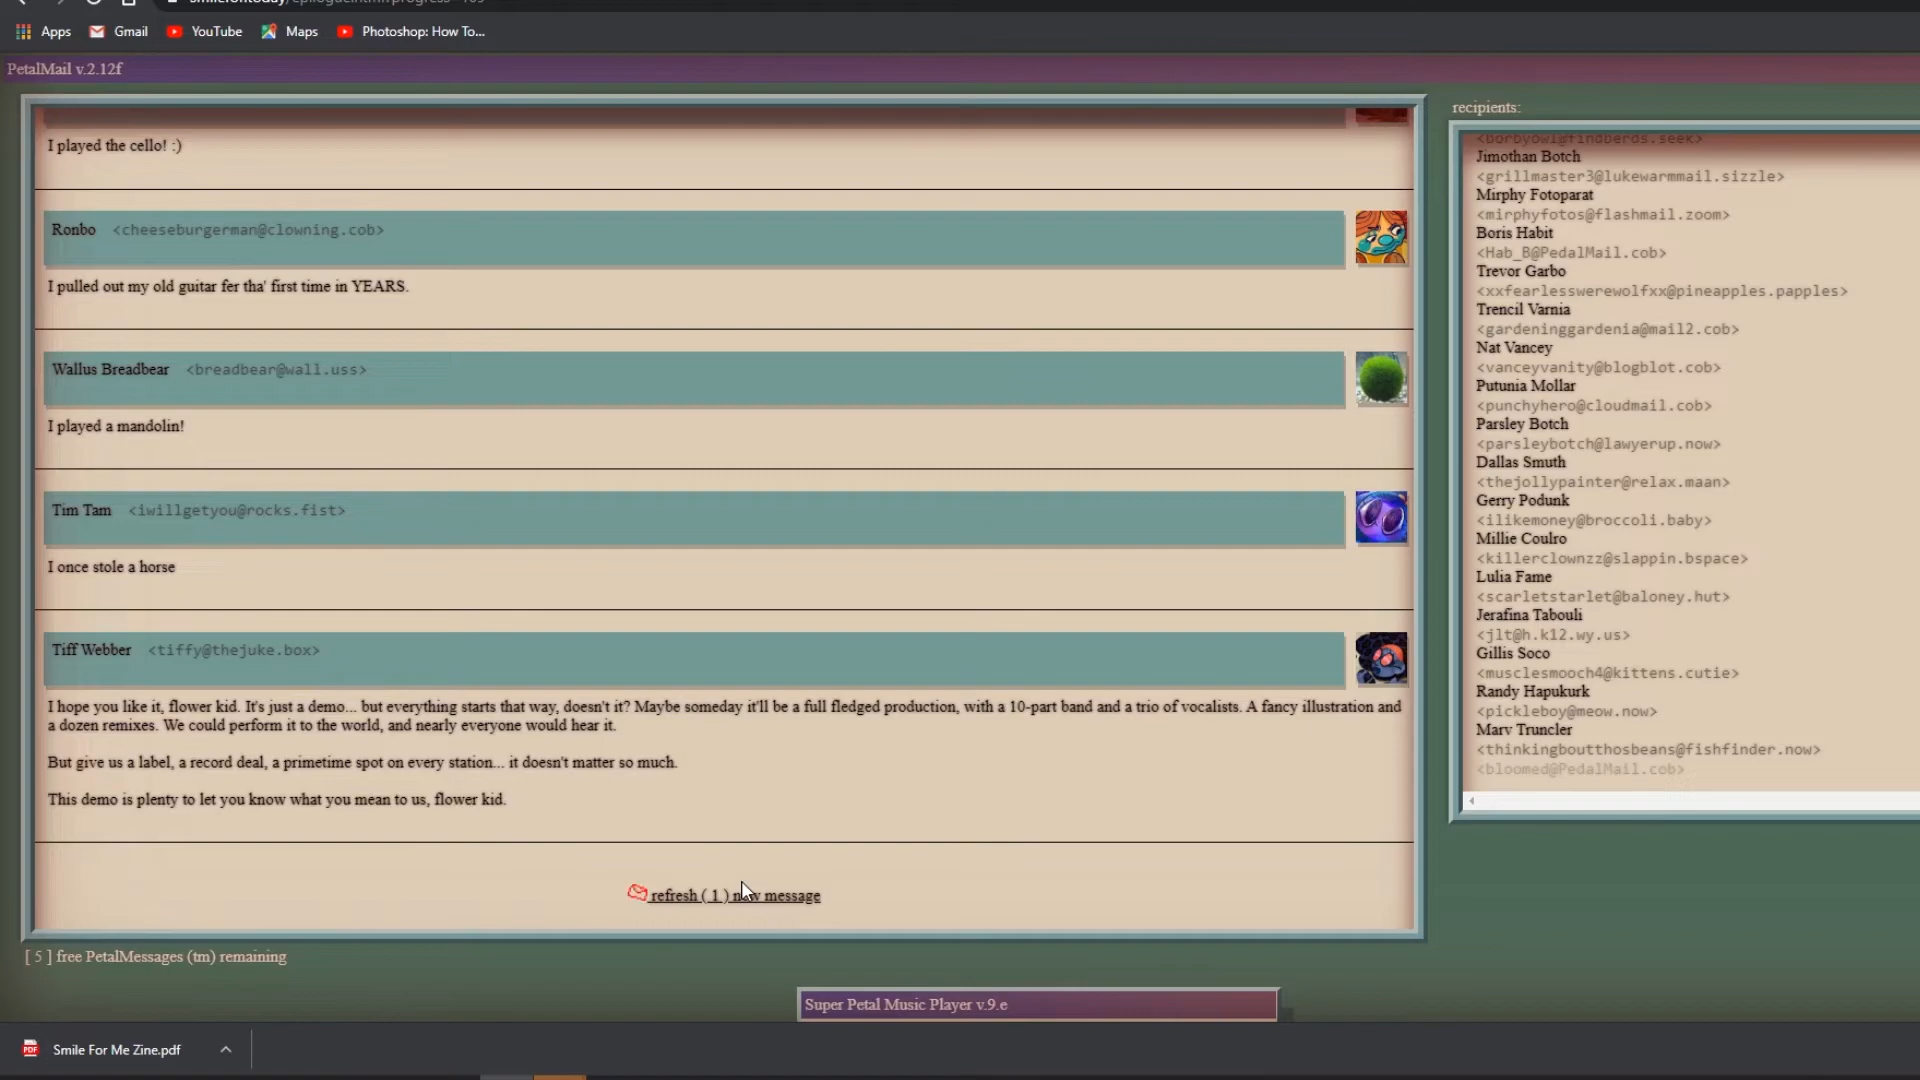 Apps Gmail YouTube Maps Photoshop: How To...
PetalMail v.2.12f
I played the cello! :)
Ronbo <cheeseburgerman@clowning.cob>
I pulled out my old guitar fer tha' first time in YEARS.
Wallus Breadbear <breadbear@wall.uss>
I played a mandolin!
Tim Tam <iwillgetyou@rocks.fist>
I once stole a horse
Tiff Webber <tiffy@thejuke.box>
I hope you like it, flower kid. It's just a demo... but everything starts that way, doesn't it? Maybe someday it'll be a full fledged production, with a 10-part band and a trio of vocalists. A fancy illustration and
a dozen remixes. We could perform it to the world, and nearly everyone would hear it.
But give us a label, a record deal, a primetime spot on every station... it doesn't matter so much.
This demo is plenty to let you know what you mean to us, flower kid.
refresh ( 1 ) new message
[ 5 ] free PetalMessages (tm) remaining
recipients:
<borbyowl@findberds.seek>
Jimothan Botch
<grillmaster3@lukewarmmail.sizzle>
Mirphy Fotoparat
<mirphyfotos@flashmail.zoom>
Boris Habit
<Hab_B@PedalMail.cob>
Trevor Garbo
<xxfearlesswerewolfxx@pineapples.papples>
Trencil Varnia
<gardeninggardenia@mail2.cob>
Nat Vancey
<vanceyvanity@blogblot.cob>
Putunia Mollar
<punchyhero@cloudmail.cob>
Parsley Botch
<parsleybotch@lawyerup.now>
Dallas Smuth
<thejollypainter@relax.maan>
Gerry Podunk
<ilikemoney@broccoli.baby>
Millie Coulro
<killerclownzz@slappin.bspace>
Lulia Fame
<scarletstarlet@baloney.hut>
Jerafina Tabouli
<jlt@h.k12.wy.us>
Gillis Soco
<musclesmooch4@kittens.cutie>
Randy Hapukurk
<pickleboy@meow.now>
Marv Truncler
<thinkingboutthosbeans@fishfinder.now>
<bloomed@PedalMail.cob>
Super Petal Music Player v.9.e
Smile For Me Zine.pdf